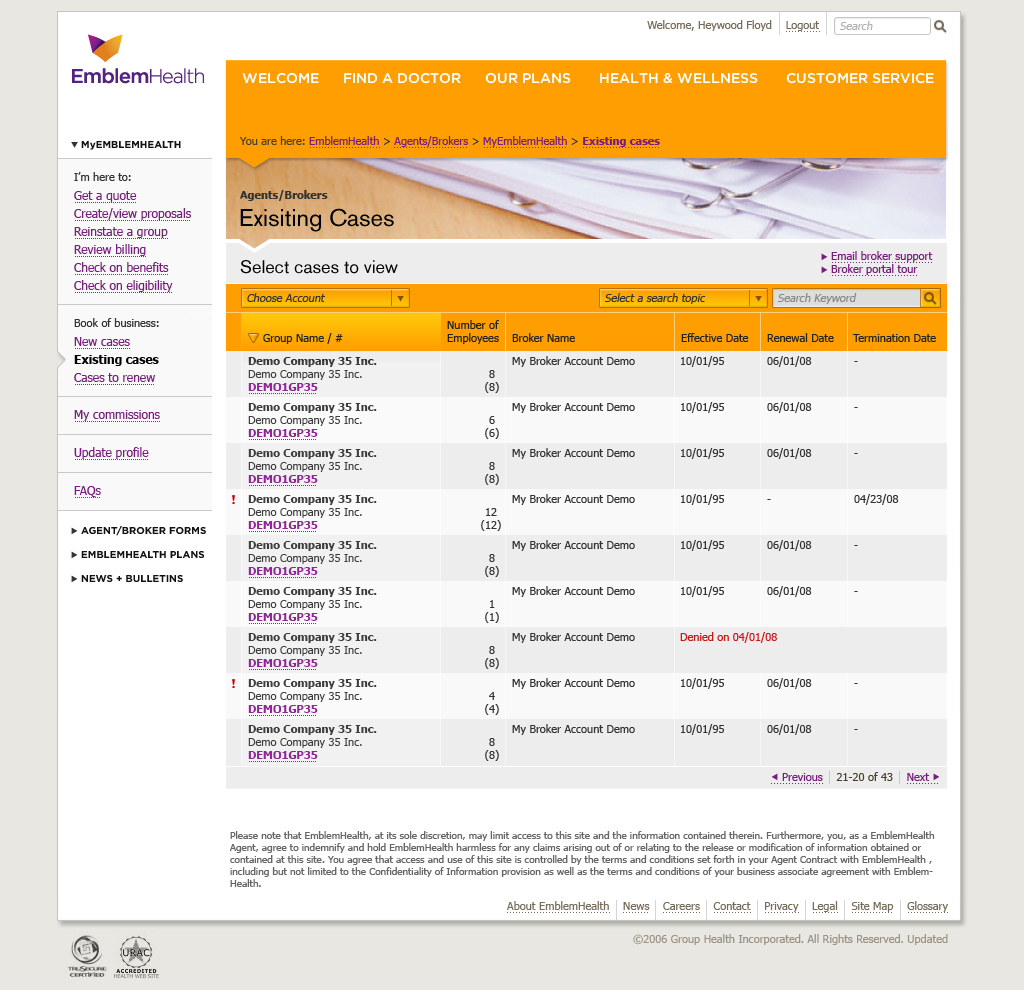 Welcome, Heywood Floyd
Logout
Search
EmblemHealth
WELCOME FIND A DOCTOR OUR PLANS HEALTH & WELLNESS CUSTOMER SERVICE
You are here: EmblemHealth > Agents/Brokers > MyEmblemHealth > Existing cases
MyEMBLEMHEALTH
I'm here to:
Get a quote
Create/view proposals
Reinstate a group
Review billing
Check on benefits
Check on eligibility
Book of business:
New cases
Existing cases
Cases to renew
My commissions
Update profile
FAQs
AGENT/BROKER FORMS
EMBLEMHEALTH PLANS
NEWS + BULLETINS
Agents/Brokers
Exisiting Cases
Select cases to view
Email broker support
Broker portal tour
Choose Account Select a search topic Search Keyword
Group Name / # Number of Employees Broker Name Effective Date Renewal Date Termination Date
Demo Company 35 Inc. My Broker Account Demo 10/01/95 06/01/08 -
Demo Company 35 Inc. 8
DEMO1GP35 (8)
Demo Company 35 Inc. My Broker Account Demo 10/01/95 06/01/08 -
Demo Company 35 Inc. 6
DEMO1GP35 (6)
Demo Company 35 Inc. My Broker Account Demo 10/01/95 06/01/08 -
Demo Company 35 Inc. 8
DEMO1GP35 (8)
! Demo Company 35 Inc. My Broker Account Demo 10/01/95 - 04/23/08
Demo Company 35 Inc. 12
DEMO1GP35 (12)
Demo Company 35 Inc. My Broker Account Demo 10/01/95 06/01/08 -
Demo Company 35 Inc. 8
DEMO1GP35 (8)
Demo Company 35 Inc. My Broker Account Demo 10/01/95 06/01/08 -
Demo Company 35 Inc. 1
DEMO1GP35 (1)
Demo Company 35 Inc. My Broker Account Demo Denied on 04/01/08
Demo Company 35 Inc. 8
DEMO1GP35 (8)
! Demo Company 35 Inc. My Broker Account Demo 10/01/95 06/01/08 -
Demo Company 35 Inc. 4
DEMO1GP35 (4)
Demo Company 35 Inc. My Broker Account Demo 10/01/95 06/01/08 -
Demo Company 35 Inc. 8
DEMO1GP35 (8)
Previous 21-20 of 43 Next
Please note that EmblemHealth, at its sole discretion, may limit access to this site and the information contained therein. Furthermore, you, as a EmblemHealth
Agent, agree to indemnify and hold EmblemHealth harmless for any claims arising out of or relating to the release or modification of information obtained or
contained at this site. You agree that access and use of this site is controlled by the terms and conditions set forth in your Agent Contract with EmblemHealth ,
including but not limited to the Confidentiality of Information provision as well as the terms and conditions of your business associate agreement with Emblem-
Health.
About EmblemHealth News Careers Contact Privacy Legal Site Map Glossary
©2006 Group Health Incorporated. All Rights Reserved. Updated
TRUSECURE
CERTIFIED
URAC
ACCREDITED
HEALTH WEB SITE